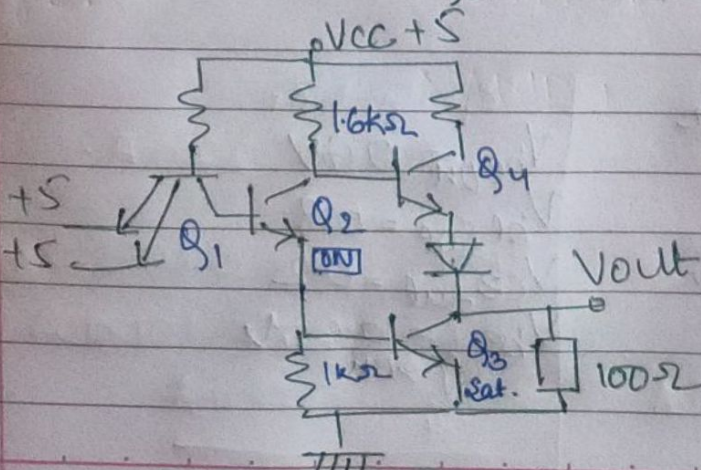 VCC +5
1.6kΩ
Q4
+5
Q2
+5
Q1
ON
Vout
Q3
1kΩ
100Ω
Sat.